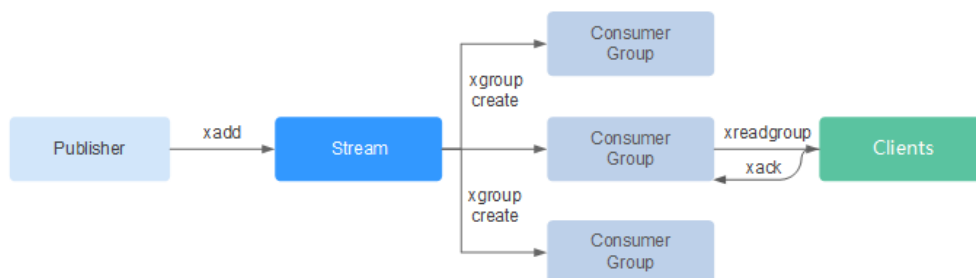 Consumer
Group
xgroup
create
Publisher
xadd
Stream
Consumer
Group
xreadgroup
xack
Clients
xgroup
create
Consumer
Group